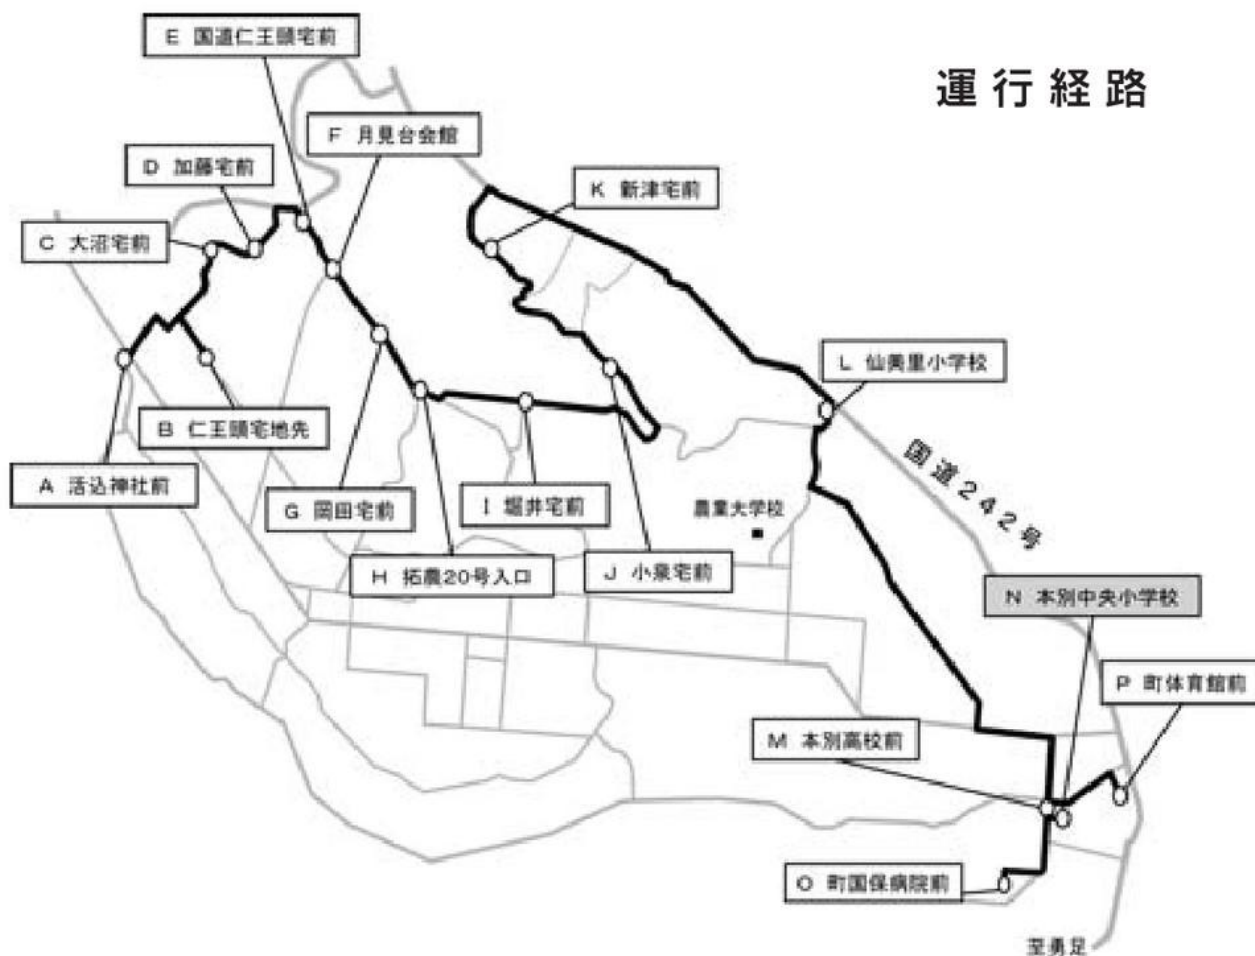 運行経路
E 国道仁王頭宅前
F 月見台会館
D 加藤宅前
K 新津宅前
C 大沼宅前
L 仙美里小学校
B 仁王頭宅地先
国道242号
A 活込神社前
G 岡田宅前
I 堀井宅前
農業大学校
H 拓農20号入口
J 小泉宅前
N 本別中央小学校
P 町体育館前
M 本別高校前
O 町国保病院前
至勇足